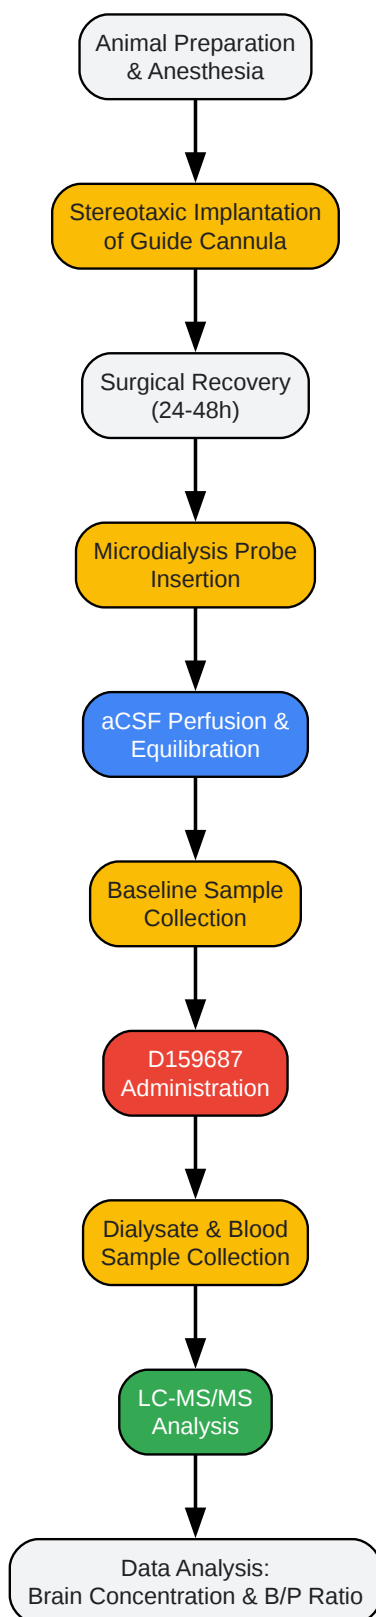 Animal Preparation
& Anesthesia
Stereotaxic Implantation
of Guide Cannula
Surgical Recovery
(24-48h)
Microdialysis Probe
Insertion
aCSF Perfusion &
Equilibration
Baseline Sample
Collection
D159687
Administration
Dialysate & Blood
Sample Collection
LC-MS/MS
Analysis
Data Analysis:
Brain Concentration & B/P Ratio